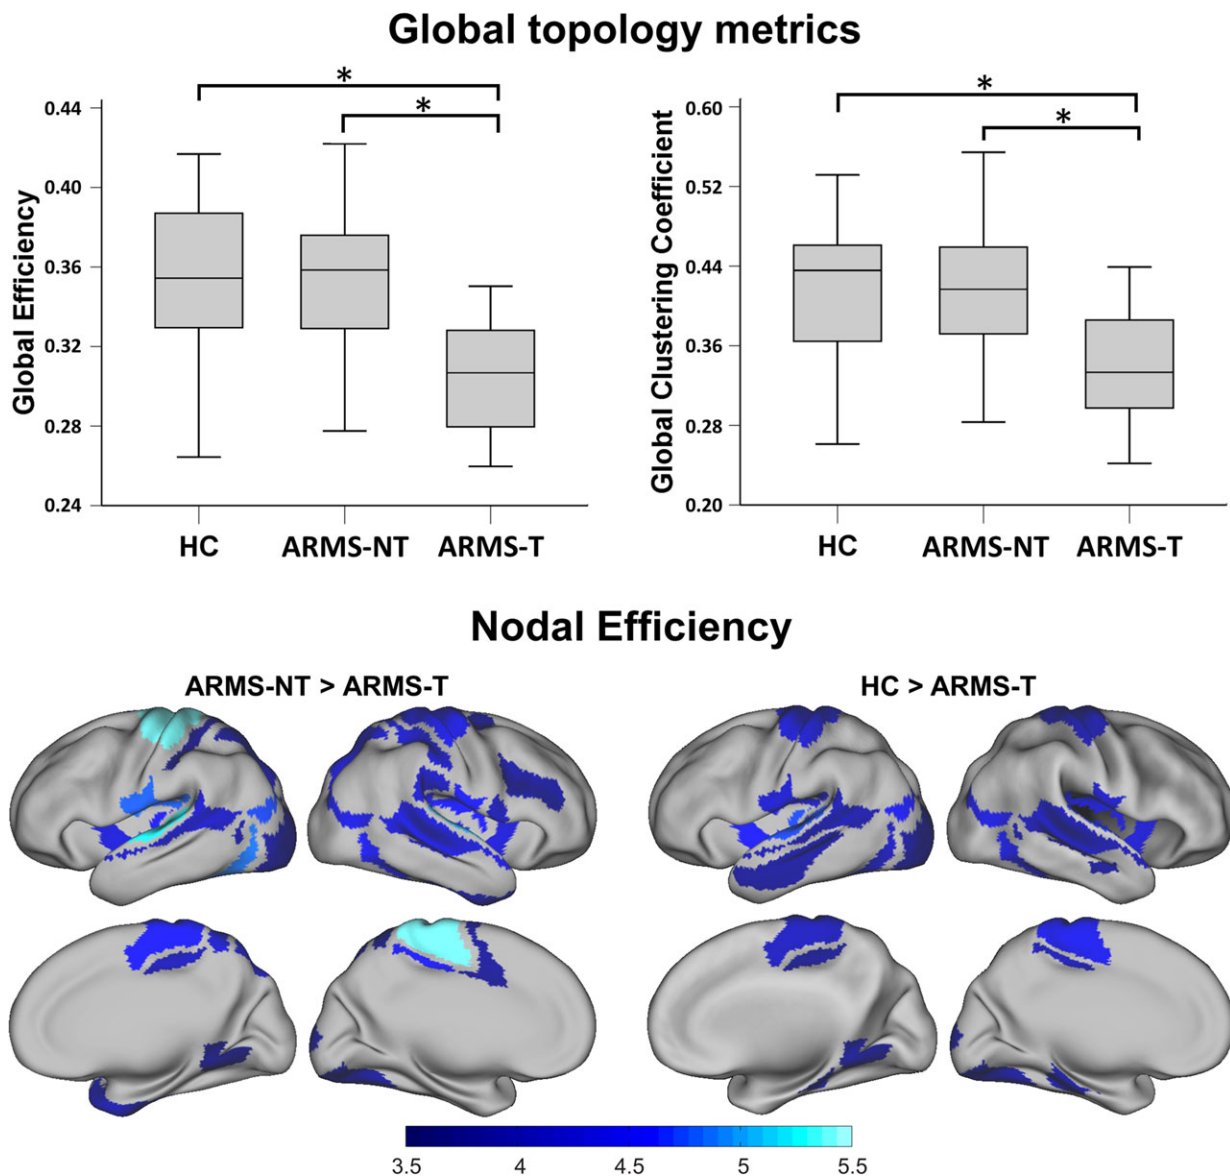 Global topology metrics
* *
0.44
0.40
0.36
0.32
0.28
0.24
Global Efficiency
HC ARMS-NT ARMS-T
* *
0.60
0.52
0.44
0.36
0.28
0.20
Global Clustering Coefficient
HC ARMS-NT ARMS-T
Nodal Efficiency
ARMS-NT > ARMS-T
HC > ARMS-T
3.5 4 4.5 5 5.5